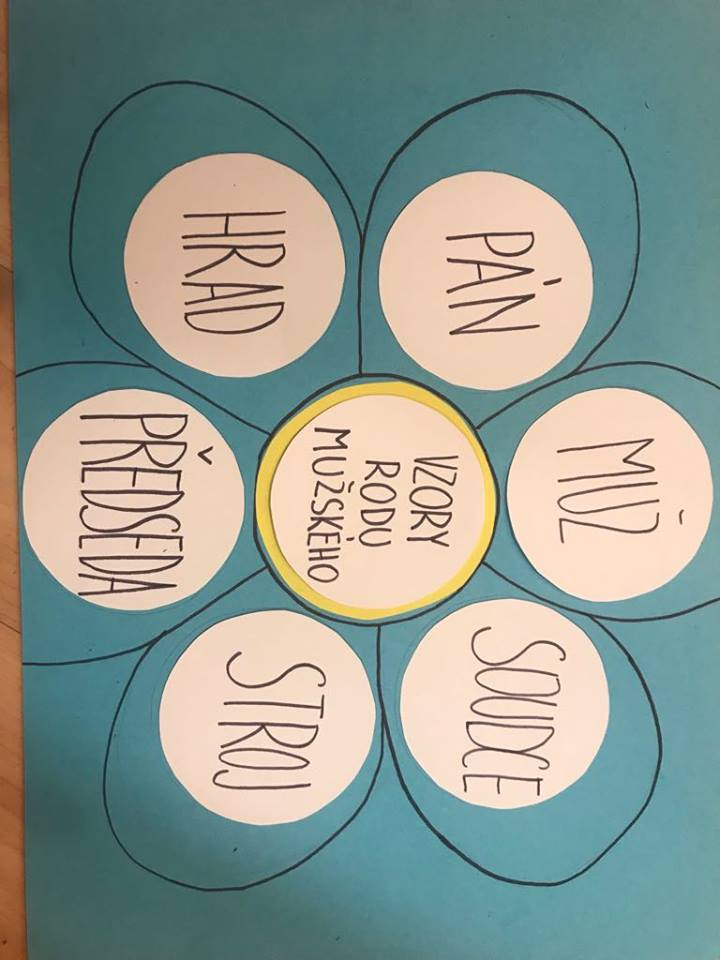 PÁN
MUŽ
SOUDCE
VZORY
RODU
MUŽSKÉHO
HRAD
PŘEDSEDA
STROJ